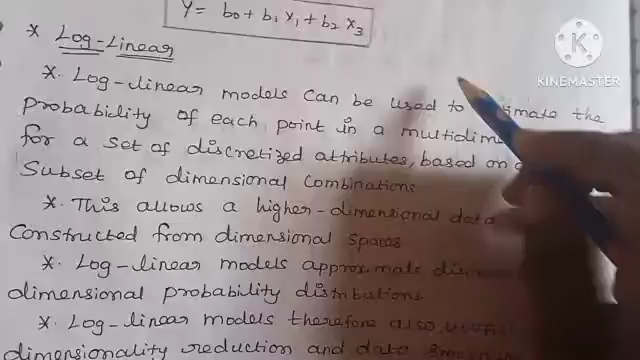 Y = b₀ + b₁ x₁ + b₂ x₃
* Log-Linear
*. Log-linear models can be used to the
probability of each point in a
for a set of discretized attributes, based on
Subset of dimensional Combinations
*. This allows a higher-dimensional data
Constructed from dimensional spaces
*. Log-linear models approximate
dimensional probability distributions
*. Log-linear models therefore also
dimensionality reduction and data
KINEMASTER